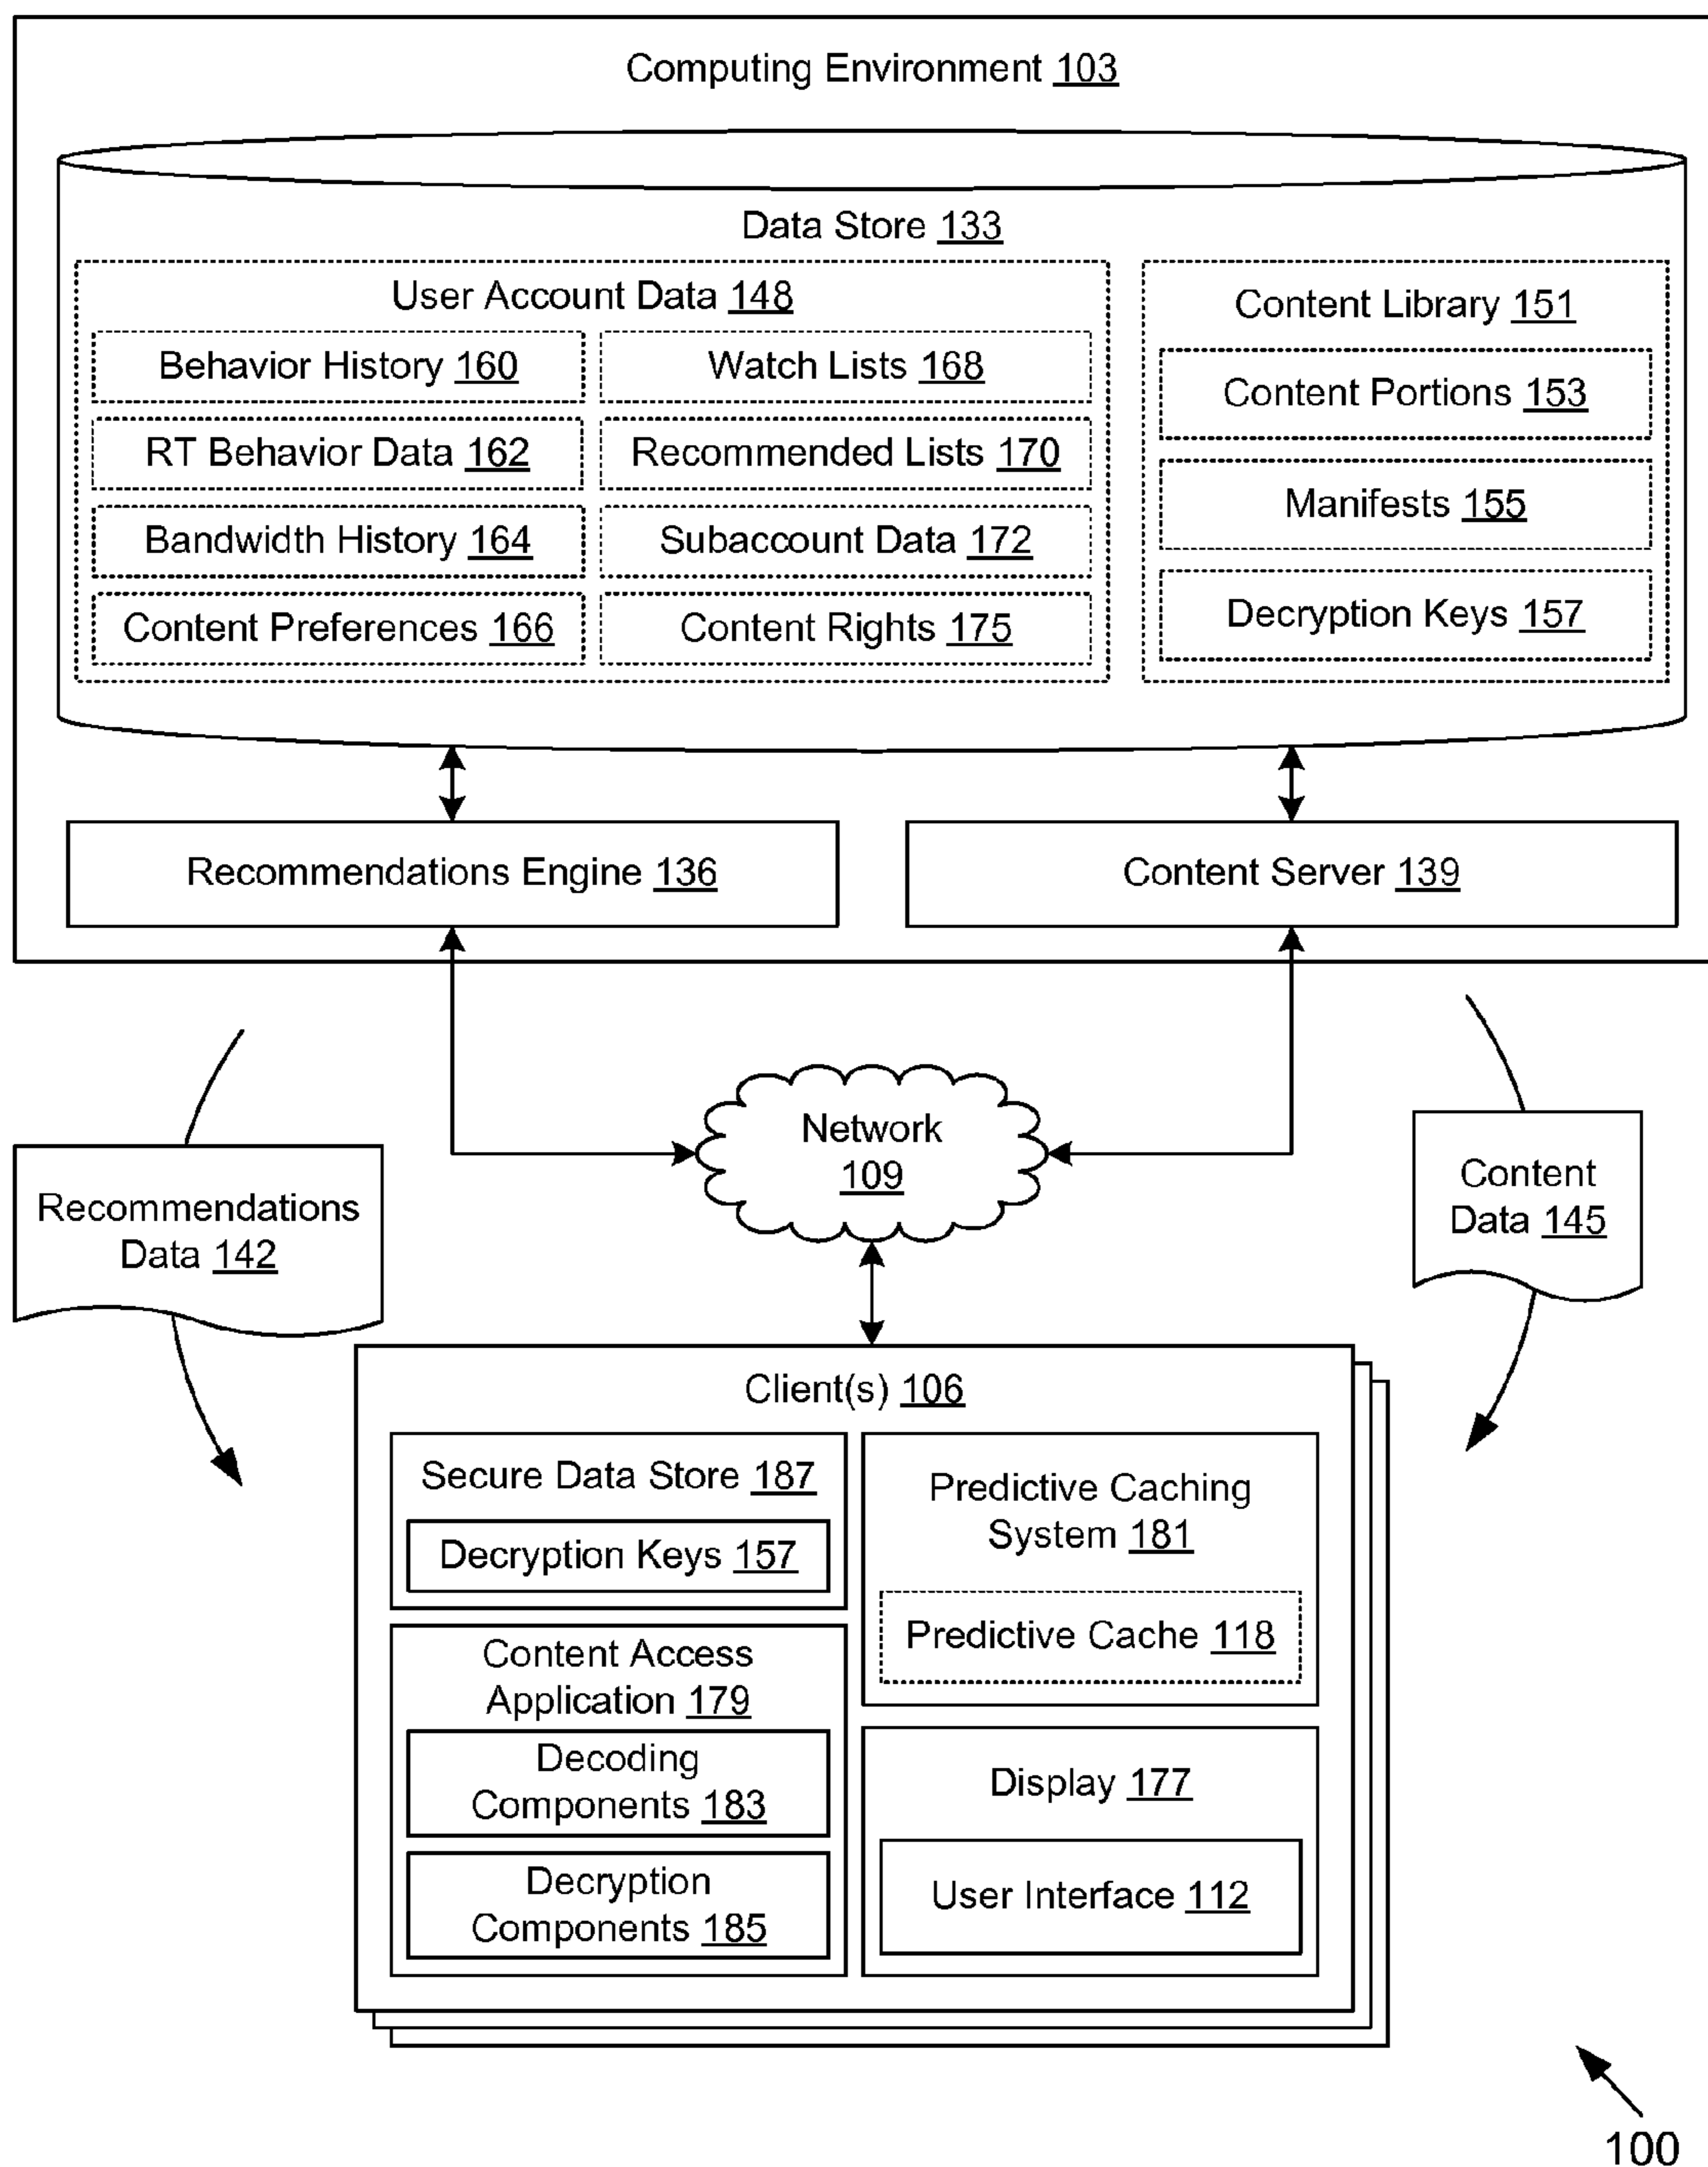 Computing Environment 103
Data Store 133
User Account Data 148
Behavior History 160
Watch Lists 168
RT Behavior Data 162
Recommended Lists 170
Bandwidth History 164
Subaccount Data 172
Content Preferences 166
Content Rights 175
Content Library 151
Content Portions 153
Manifests 155
Decryption Keys 157
Recommendations Engine 136
Content Server 139
Network
109
Recommendations
Data 142
Content
Data 145
Client(s) 106
Secure Data Store 187
Decryption Keys 157
Content Access
Application 179
Decoding
Components 183
Decryption
Components 185
Predictive Caching
System 181
Predictive Cache 118
Display 177
User Interface 112
100